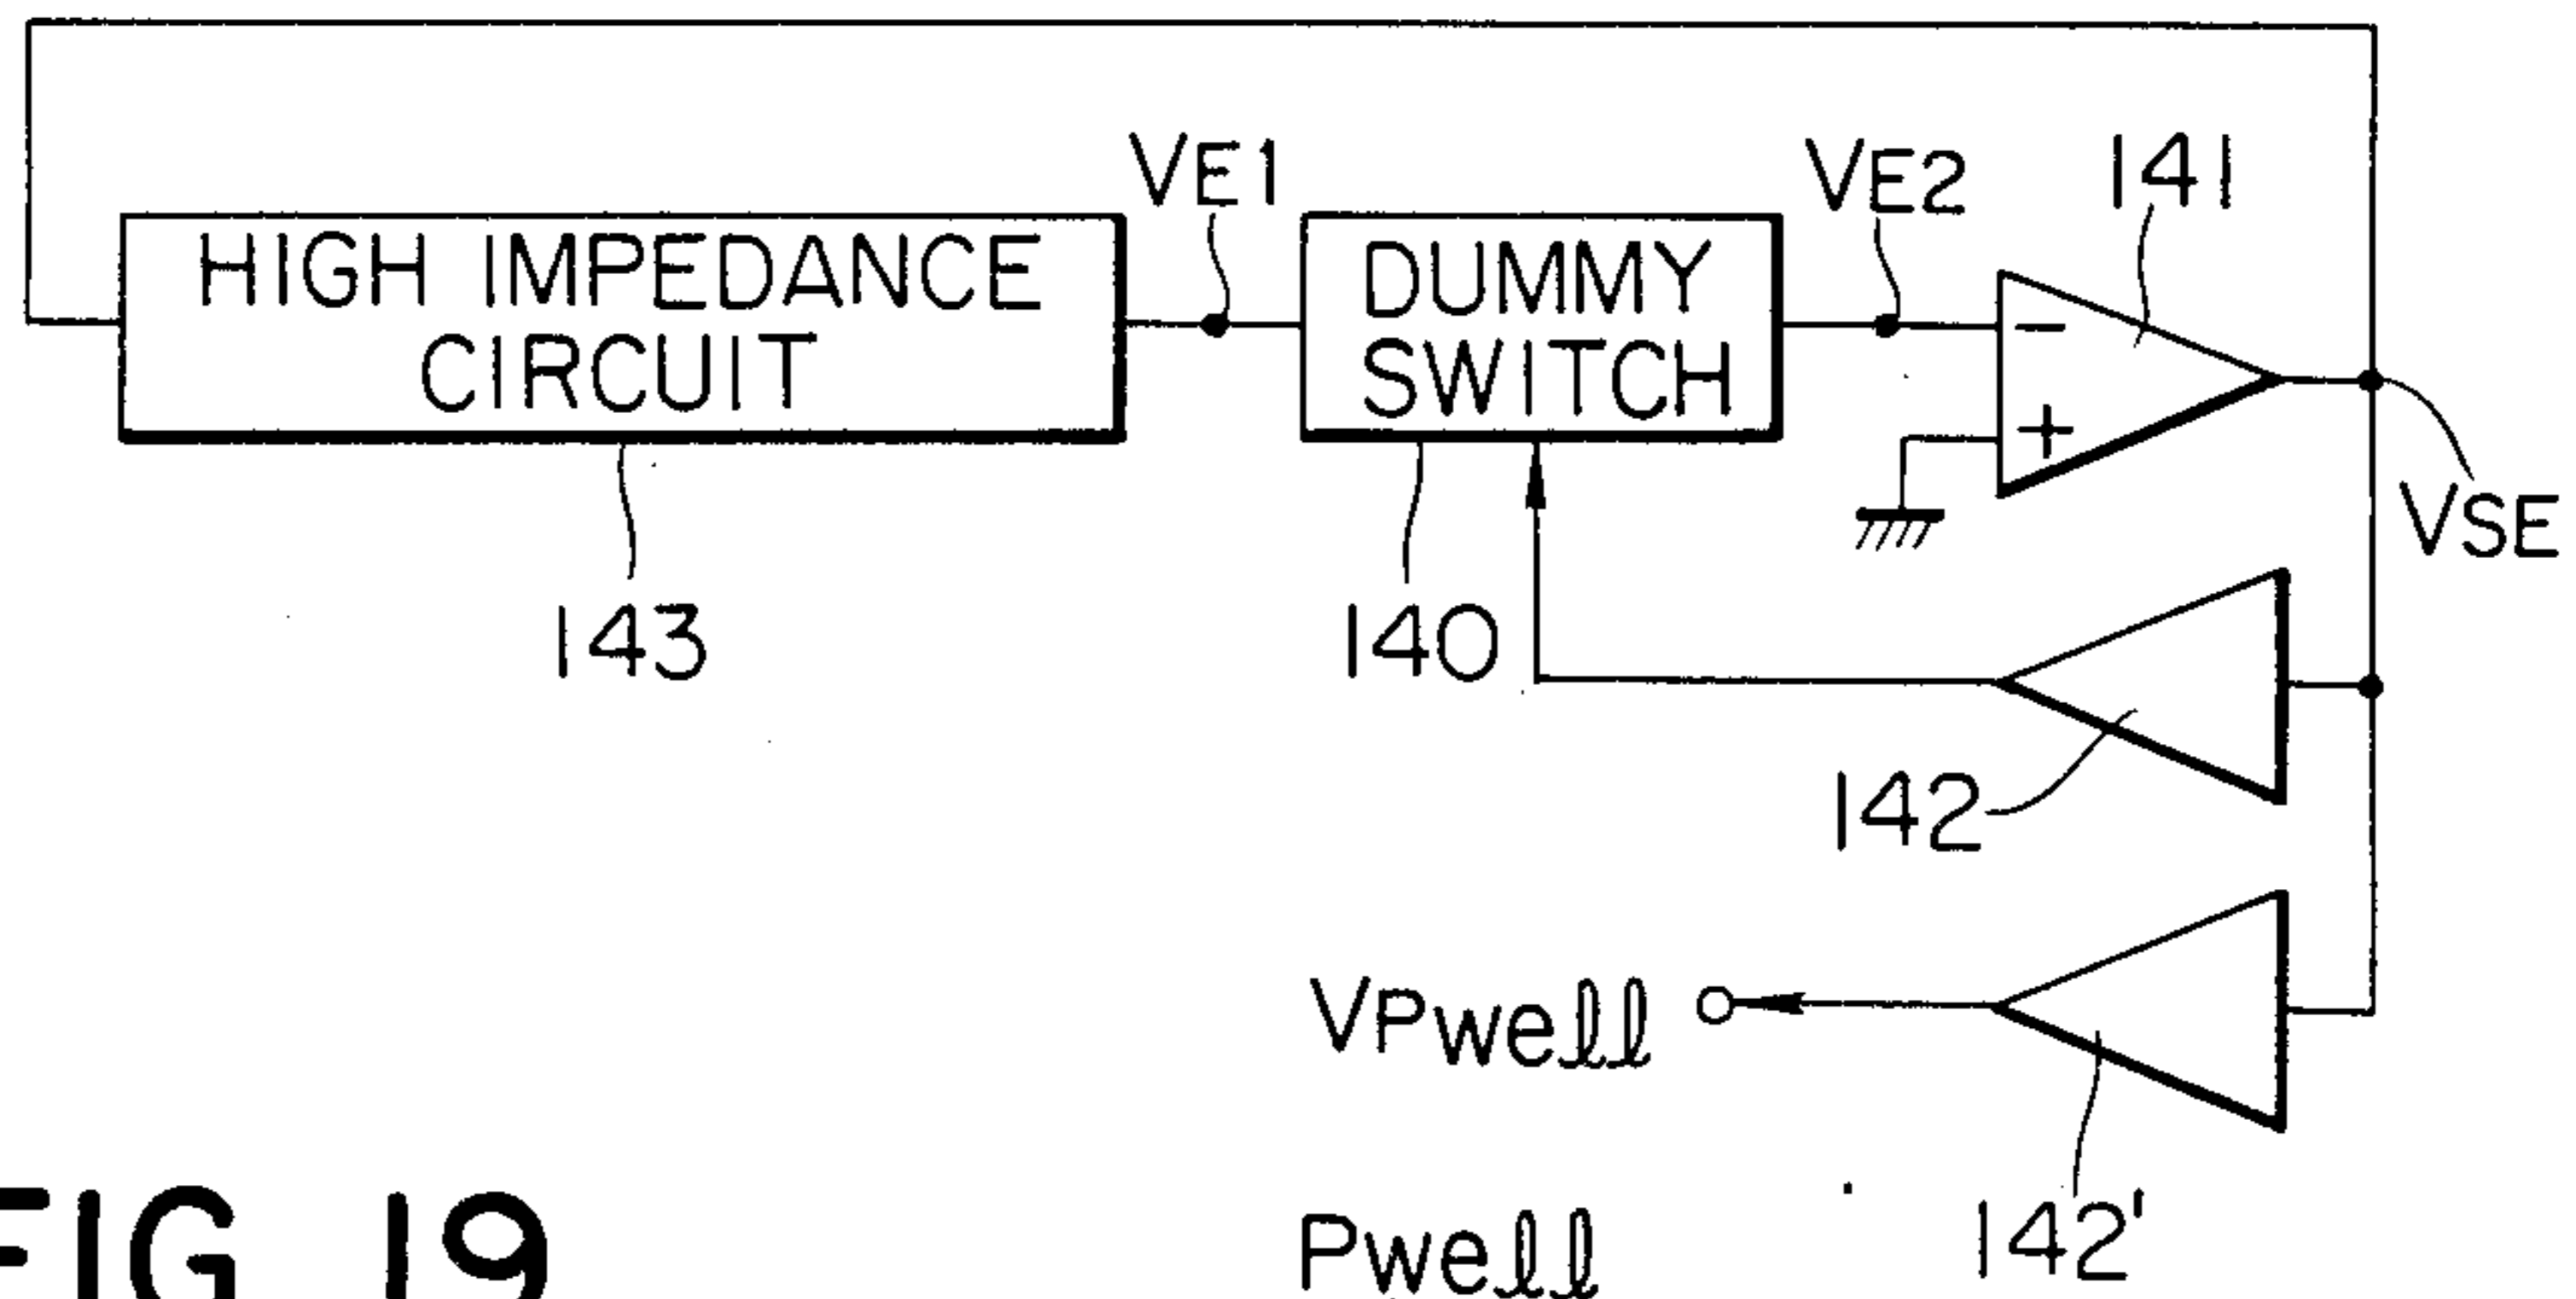 VE1
VE2
141
HIGH IMPEDANCE
CIRCUIT
DUMMY
SWITCH
−
+
VSE
143
140
142
VPwell
142'
FIG 19
Pwell